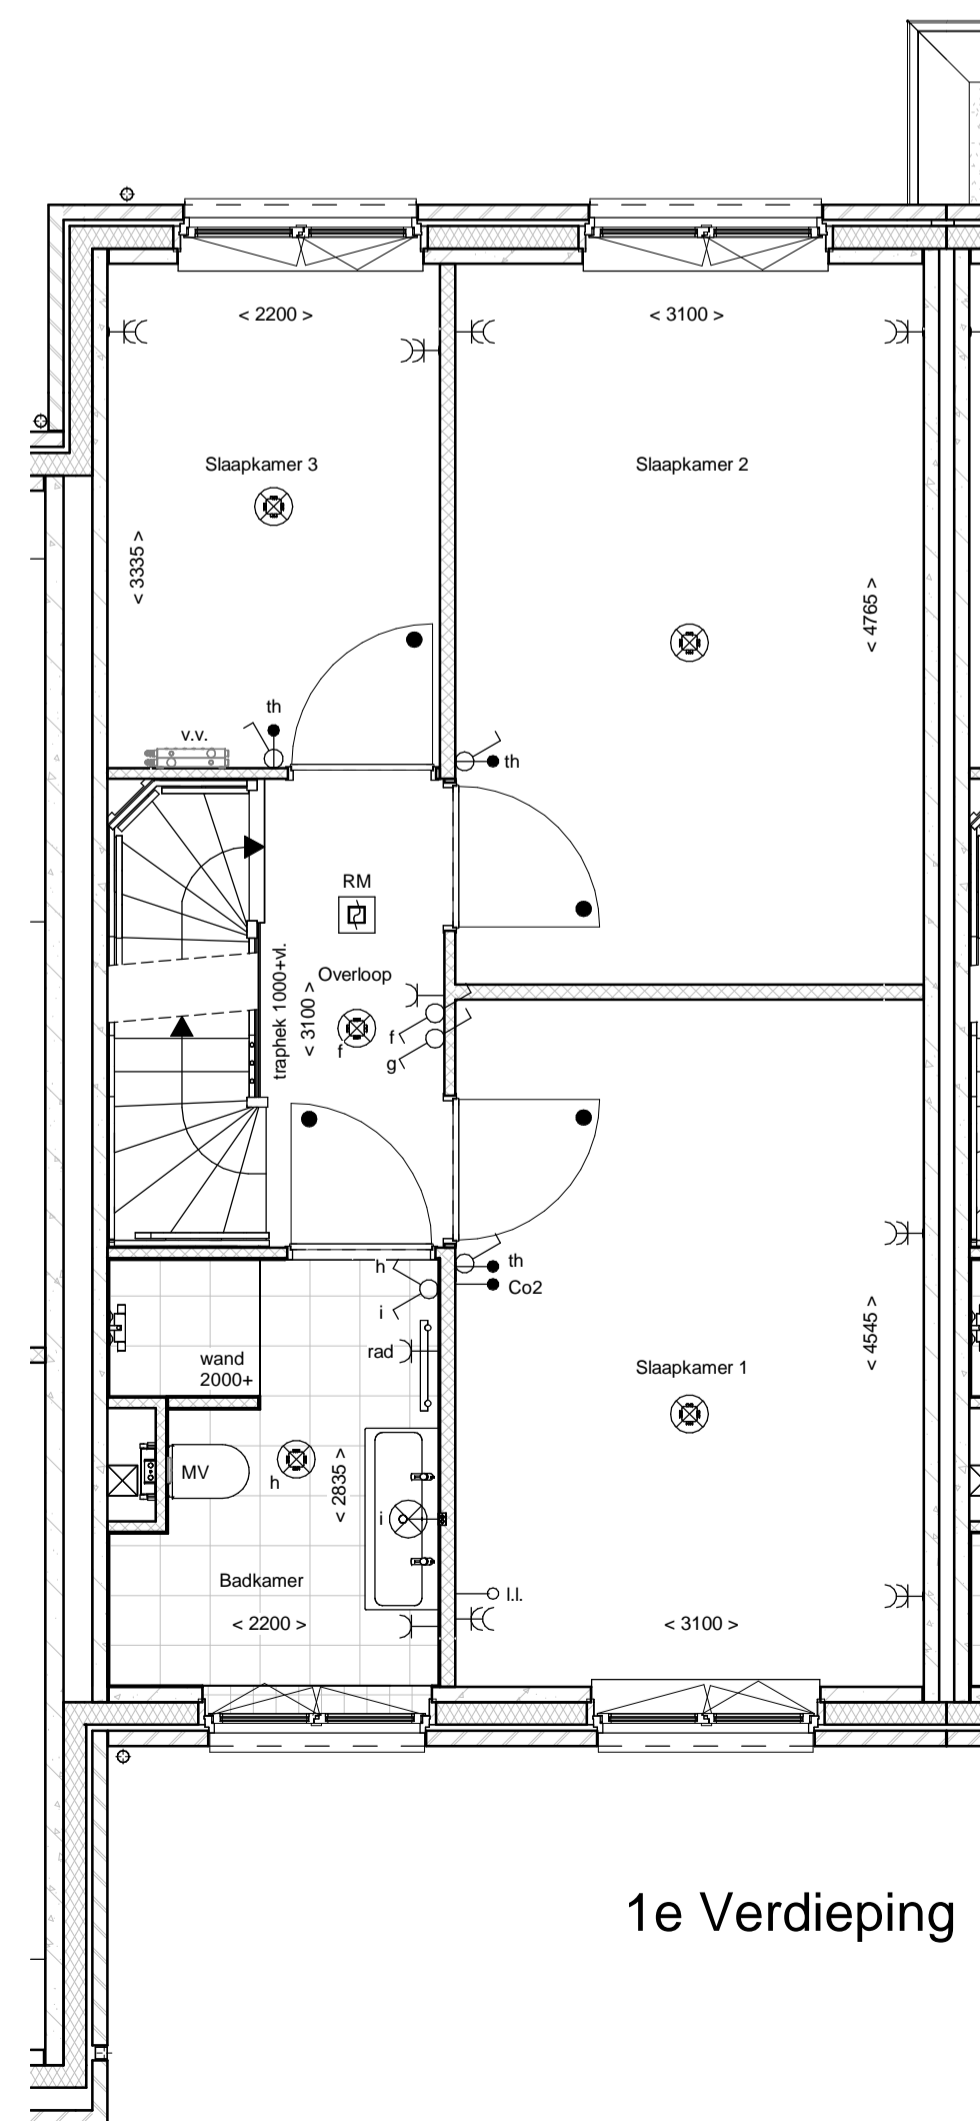 < 2200 >
< 3100 >
Slaapkamer 3
Slaapkamer 2
< 3335 >
< 4765 >
th
v.v.
th
RM
Overloop
traphek 1000+vl.
< 3100 >
f
f
g
h
i
th
Co2
rad
wand
2000+
Slaapkamer 1
< 4545 >
MV
h
< 2835 >
i
Badkamer
< 2200 >
l.l.
< 3100 >
1e Verdieping